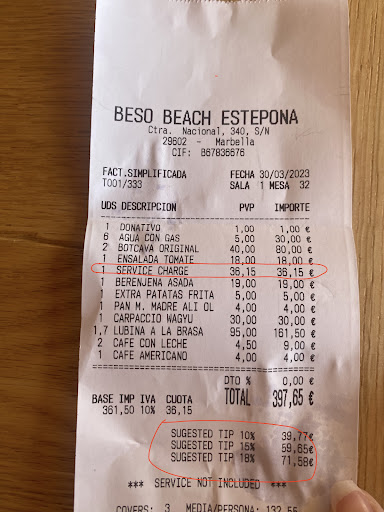 BESO BEACH ESTEPONA
Ctra. Nacional, 340, S/N
29602 - Marbella
CIF: B67836676
FACT.SIMPLIFICADA FECHA 30/03/2023
T001/333 SALA 1 MESA 32
UDS DESCRIPCION PVP IMPORTE
1 DONATIVO 1,00 1,00 €
6 AGUA CON GAS 5,00 30,00 €
2 BOTCAVA ORIGINAL 40,00 80,00 €
1 ENSALADA TOMATE 18,00 18,00 €
1 SERVICE CHARGE 36,15 36,15 €
1 BERENJENA ASADA 19,00 19,00 €
1 EXTRA PATATAS FRITA 5,00 5,00 €
1 PAN M. MADRE ALI OL 4,00 4,00 €
1 CARPACCIO WAGYU 30,00 30,00 €
1,7 LUBINA A LA BRASA 95,00 161,50 €
2 CAFE CON LECHE 4,50 9,00 €
1 CAFE AMERICANO 4,00 4,00 €
DTO % 0,00 €
BASE IMP IVA CUOTA TOTAL 397,65 €
361,50 10% 36,15
SUGESTED TIP 10% 39,77€
SUGESTED TIP 15% 59,65€
SUGESTED TIP 18% 71,58€
*** SERVICE NOT INCLUDED ***
COVERS: 3 MEDIA/PERSONA: 132,55